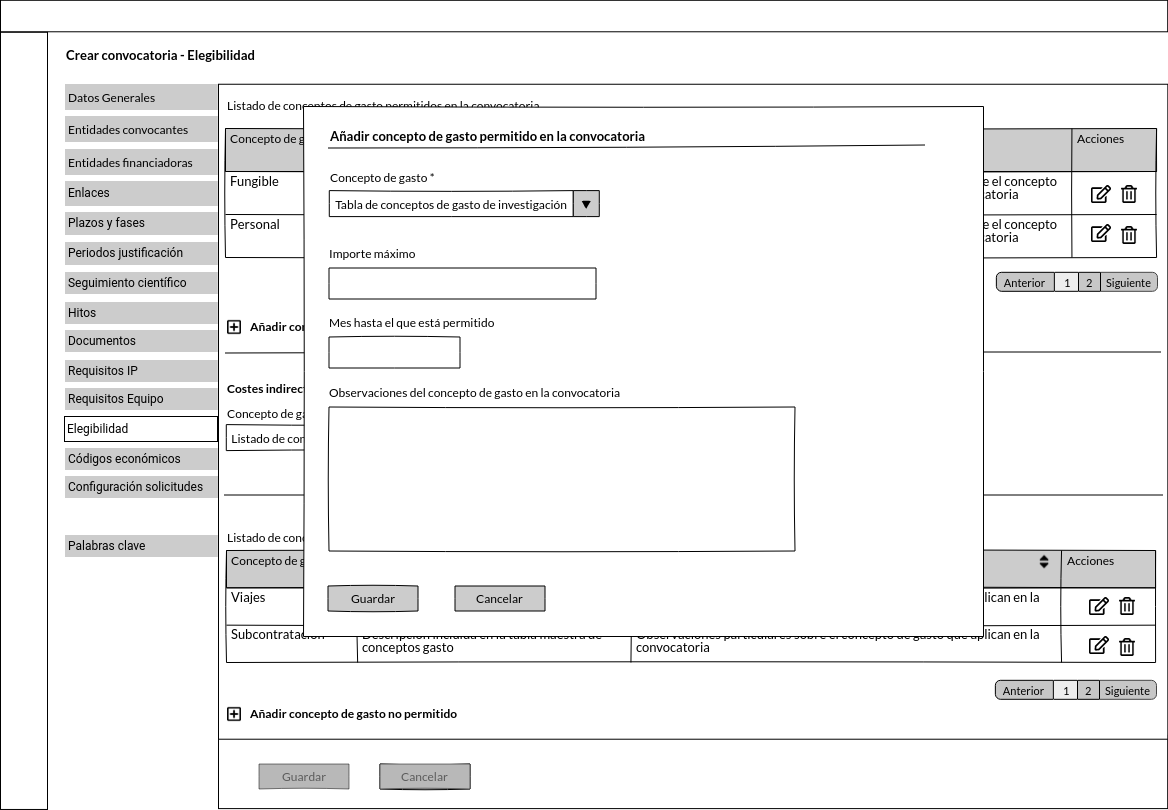 Crear convocatoria - Elegibilidad
Datos Generales
Entidades convocantes
Entidades financiadoras
Enlaces
Plazos y fases
Periodos justificación
Seguimiento científico
Hitos
Documentos
Requisitos IP
Requisitos Equipo
Elegibilidad
Códigos económicos
Configuración solicitudes
Palabras clave
Listado de conceptos de gasto permitidos en la convocatoria
Concepto de g
Acciones
Fungible
e el concepto
catoria
Personal
e el concepto
catoria
Anterior 1 2 Siguiente
Añadir con
Costes indirec
Concepto de ga
Listado de con
Añadir concepto de gasto permitido en la convocatoria
Concepto de gasto *
Tabla de conceptos de gasto de investigación
Importe máximo
Mes hasta el que está permitido
Observaciones del concepto de gasto en la convocatoria
Guardar Cancelar
Listado de conc
Concepto de g
Acciones
Viajes
plican en la
Subcontratación Descripción incluida en la tabla maestra de Observaciones particulares sobre el concepto de gasto que aplican en la
conceptos gasto convocatoria
Anterior 1 2 Siguiente
Añadir concepto de gasto no permitido
Guardar Cancelar